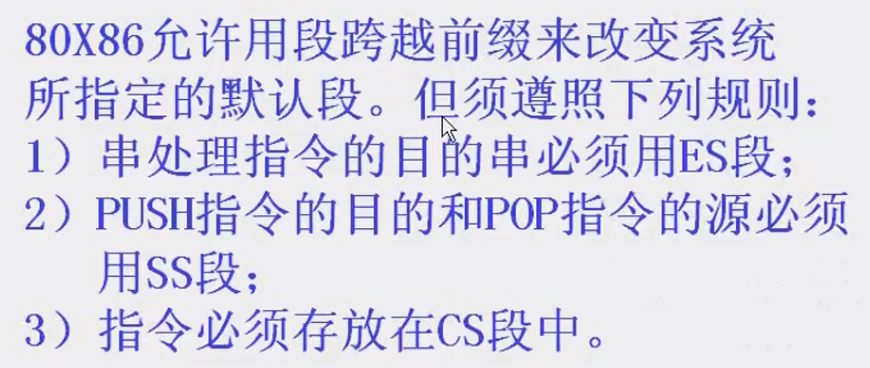 80X86允许用段跨越前缀来改变系统
所指定的默认段。但须遵照下列规则：
1）串处理指令的目的串必须用ES段；
2）PUSH指令的目的和POP指令的源必须
用SS段；
3）指令必须存放在CS段中。